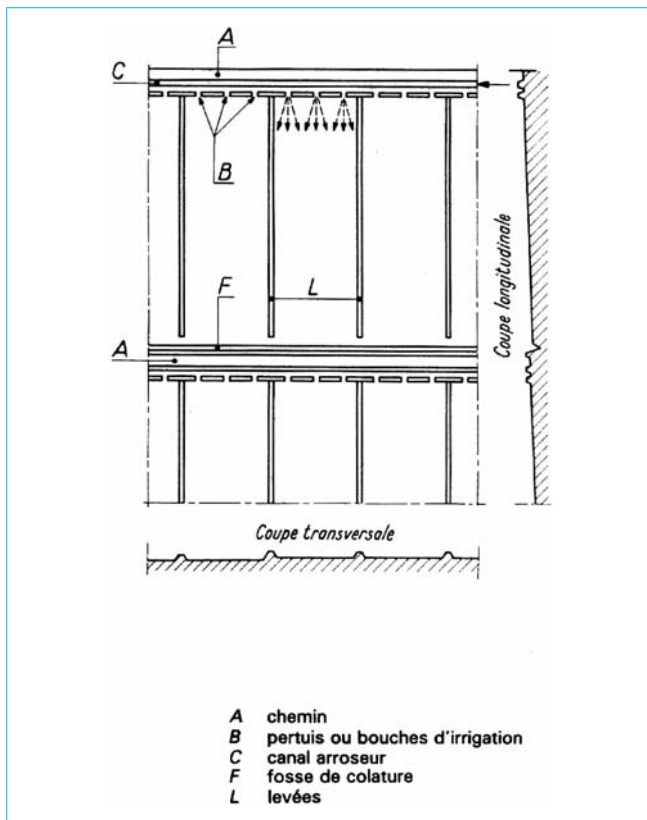 A
C
B
F
L
A
Coupe longitudinale
Coupe transversale
A chemin
B pertuis ou bouches d'irrigation
C canal arroseur
F fosse de colature
L levées